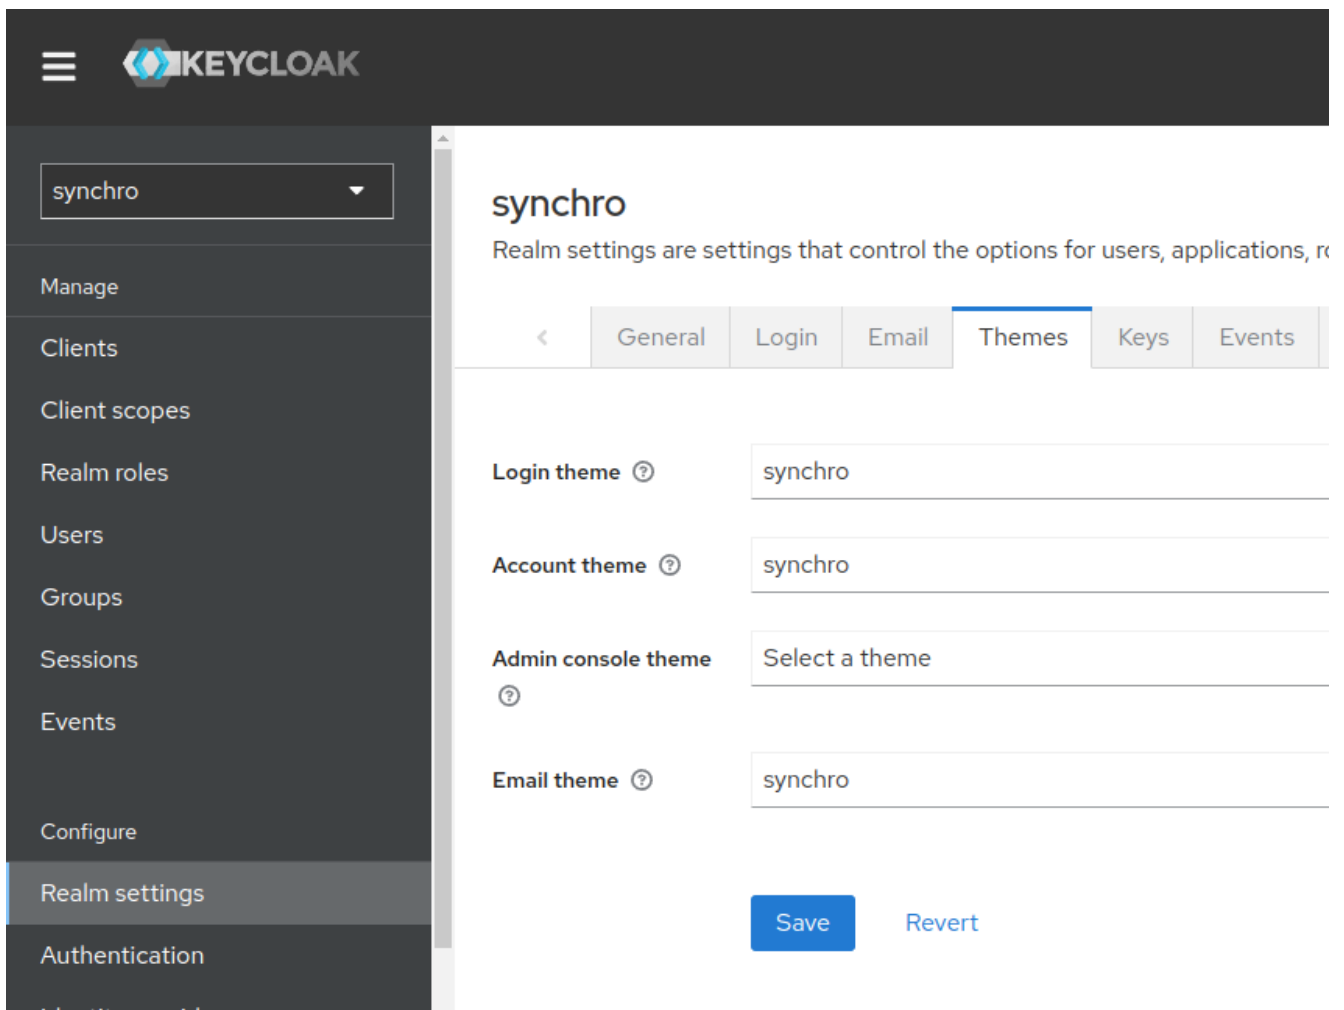 KEYCLOAK
synchro
Manage
Clients
Client scopes
Realm roles
Users
Groups
Sessions
Events
Configure
Realm settings
Authentication
synchro
Realm settings are settings that control the options for users, applications,
General Login Email Themes Keys Events
Login theme synchro
Account theme synchro
Admin console theme Select a theme
Email theme synchro
Save Revert